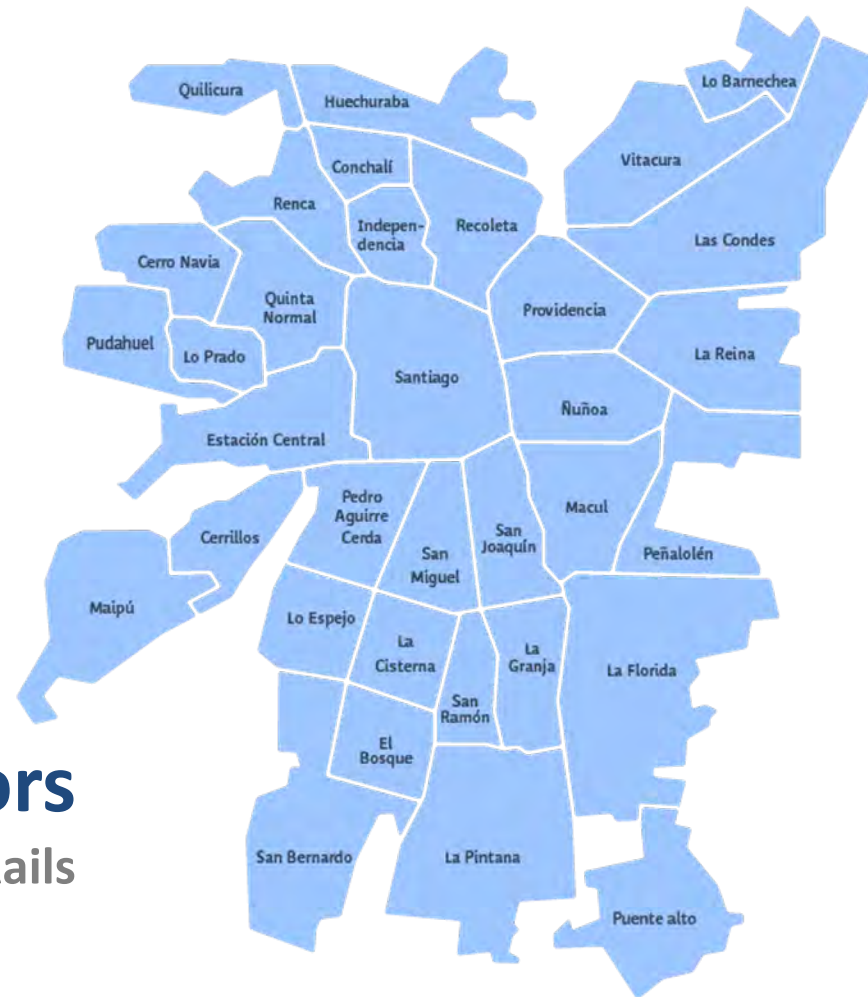 Lo Barnechea
Quilicura
Huechuraba
Vitacura
Conchalí
Renca
Indepen-
dencia
Recoleta
Las Condes
Cerro Navia
Quinta
Normal
Providencia
Pudahuel
Lo Prado
La Reina
Santiago
Ñuñoa
Estación Central
Pedro
Aguirre
Cerda
Macul
Cerrillos
San
Joaquín
San
Miguel
Peñalolén
Maipú
Lo Espejo
La
Cisterna
La
Granja
La Florida
San
Ramón
El
Bosque
ors
ails
San Bernardo
La Pintana
Puente alto